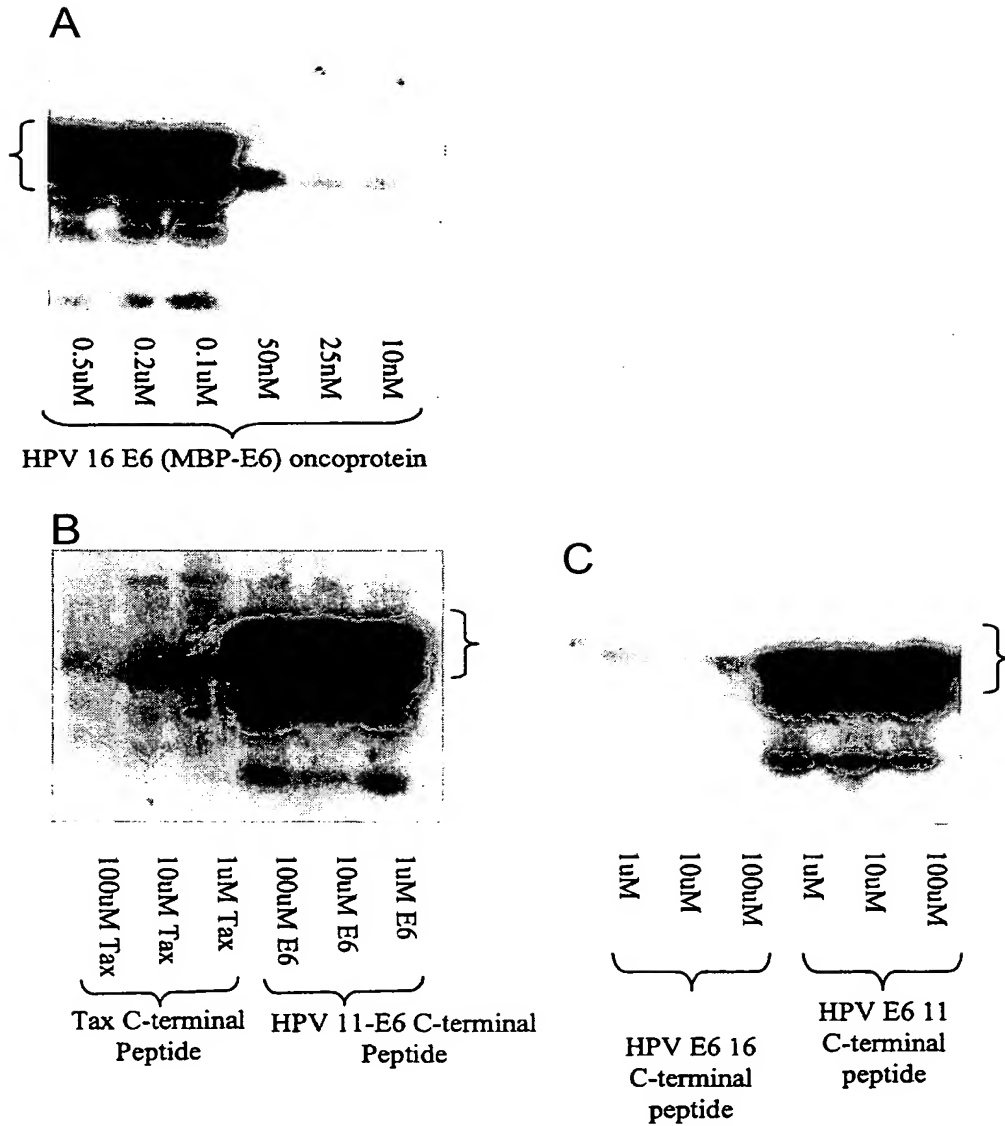 A
0.5uM
0.2uM
0.1uM
50nM
25nM
10nM
HPV 16 E6 (MBP-E6) oncoprotein
B
100uM Tax
10uM Tax
1uM Tax
100uM E6
10uM E6
1uM E6
Tax C-terminal
Peptide
HPV 11-E6 C-terminal
Peptide
C
1uM
10uM
100uM
1uM
10uM
100uM
HPV E6 16
C-terminal
peptide
HPV E6 11
C-terminal
peptide